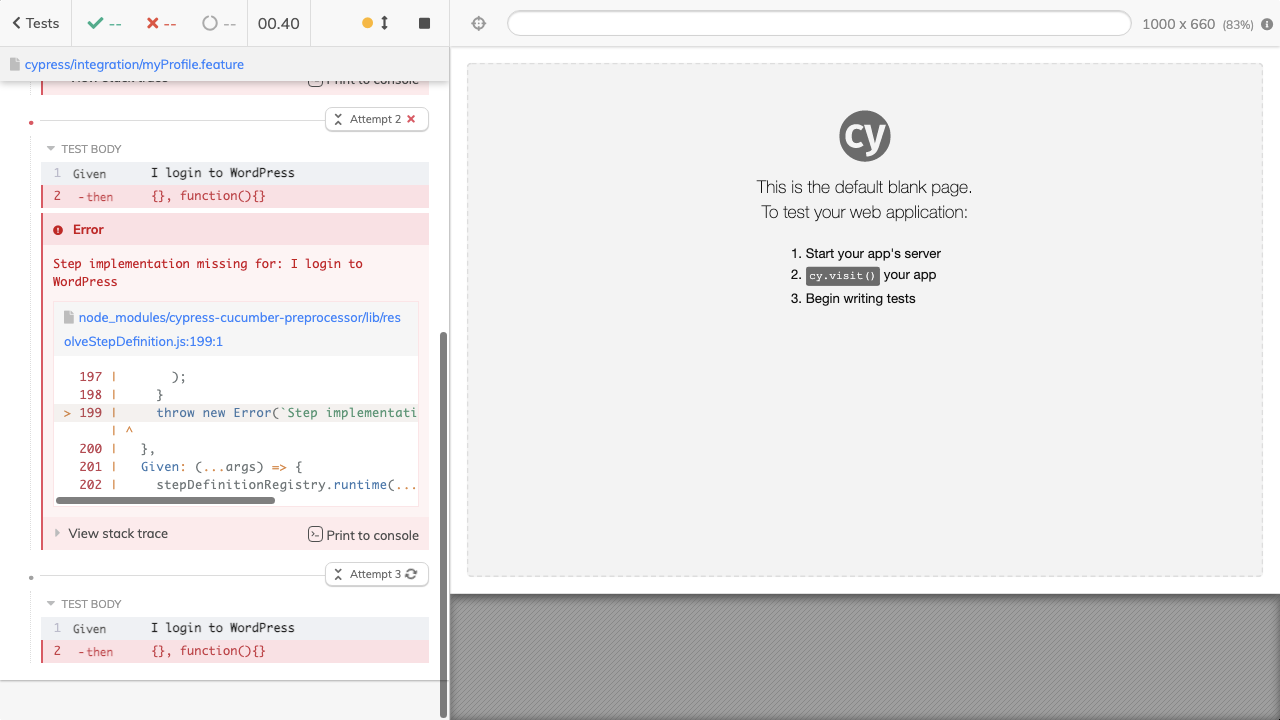 Tests
--
--
--
00.40
1000 x 660 (83%)
cypress/integration/myProfile.feature
Print to console
Attempt 2
TEST BODY
1 Given I login to WordPress
2 -then {}, function(){}
Error
Step implementation missing for: I login to
WordPress
node_modules/cypress-cucumber-preprocessor/lib/res
olveStepDefinition.js:199:1
197 | );
198 | }
> 199 | throw new Error(`Step implementati
| ^
200 | },
201 | Given: (...args) => {
202 | stepDefinitionRegistry.runtime(...
View stack trace
Print to console
Attempt 3
TEST BODY
1 Given I login to WordPress
2 -then {}, function(){}
cy
This is the default blank page.
To test your web application:
1. Start your app's server
2. cy.visit() your app
3. Begin writing tests